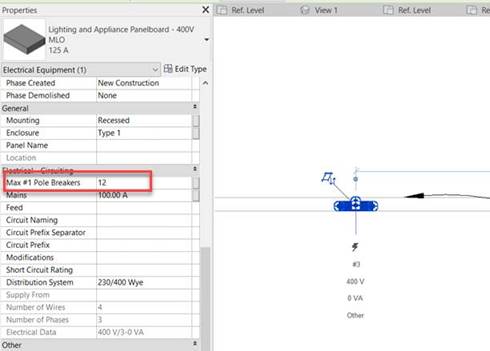 Properties
Lighting and Appliance Panelboard - 400V
MLO
125 A
Electrical Equipment (1)
Edit Type
Phase Created New Construction
Phase Demolished None
General
Mounting Recessed
Enclosure Type 1
Panel Name
Location
Electrical - Circuiting
Max #1 Pole Breakers 12
Mains 100.00 A
Feed
Circuit Naming
Circuit Prefix Separator
Circuit Prefix
Modifications
Short Circuit Rating
Distribution System 230/400 Wye
Supply From
Number of Wires 4
Number of Phases 3
Electrical Data 400 V/3-0 VA
Other
Ref. Level View 1 Ref. Level
#3
400 V
0 VA
Other